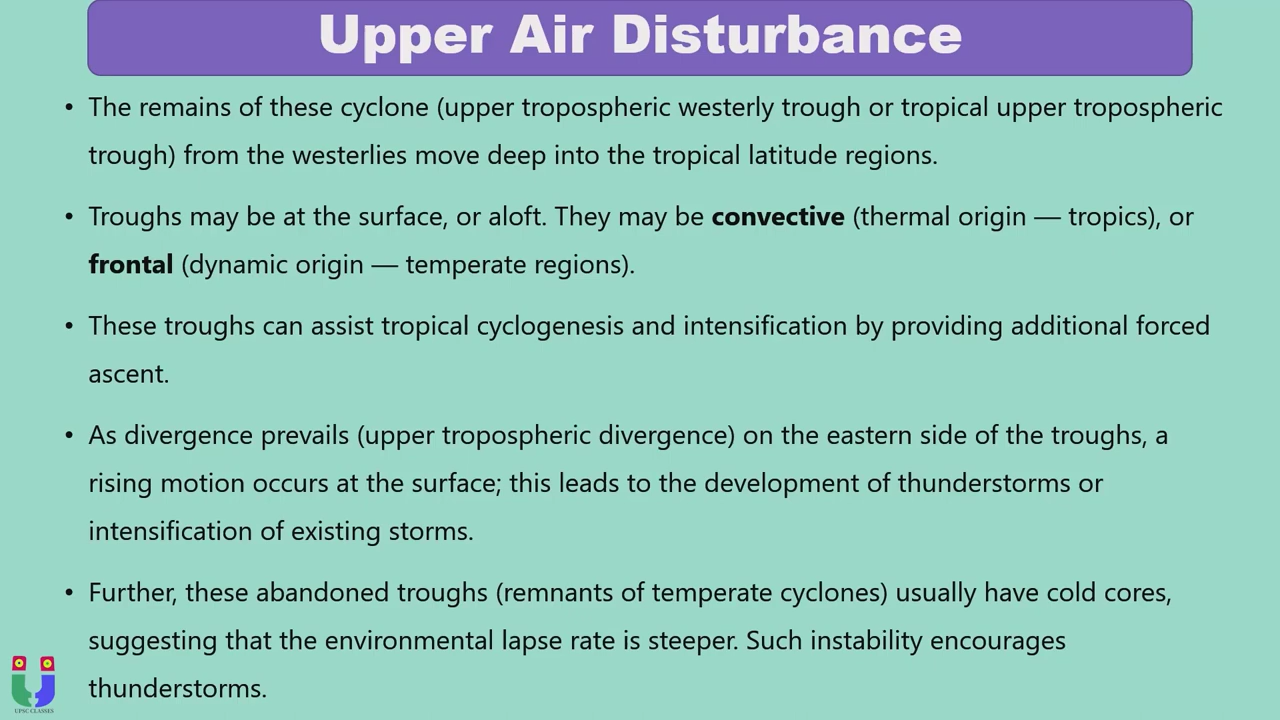 Upper Air Disturbance
• The remains of these cyclone (upper tropospheric westerly trough or tropical upper tropospheric
trough) from the westerlies move deep into the tropical latitude regions.
• Troughs may be at the surface, or aloft. They may be convective (thermal origin — tropics), or
frontal (dynamic origin — temperate regions).
• These troughs can assist tropical cyclogenesis and intensification by providing additional forced
ascent.
• As divergence prevails (upper tropospheric divergence) on the eastern side of the troughs, a
rising motion occurs at the surface; this leads to the development of thunderstorms or
intensification of existing storms.
• Further, these abandoned troughs (remnants of temperate cyclones) usually have cold cores,
suggesting that the environmental lapse rate is steeper. Such instability encourages
thunderstorms.
UPSC CLASSES